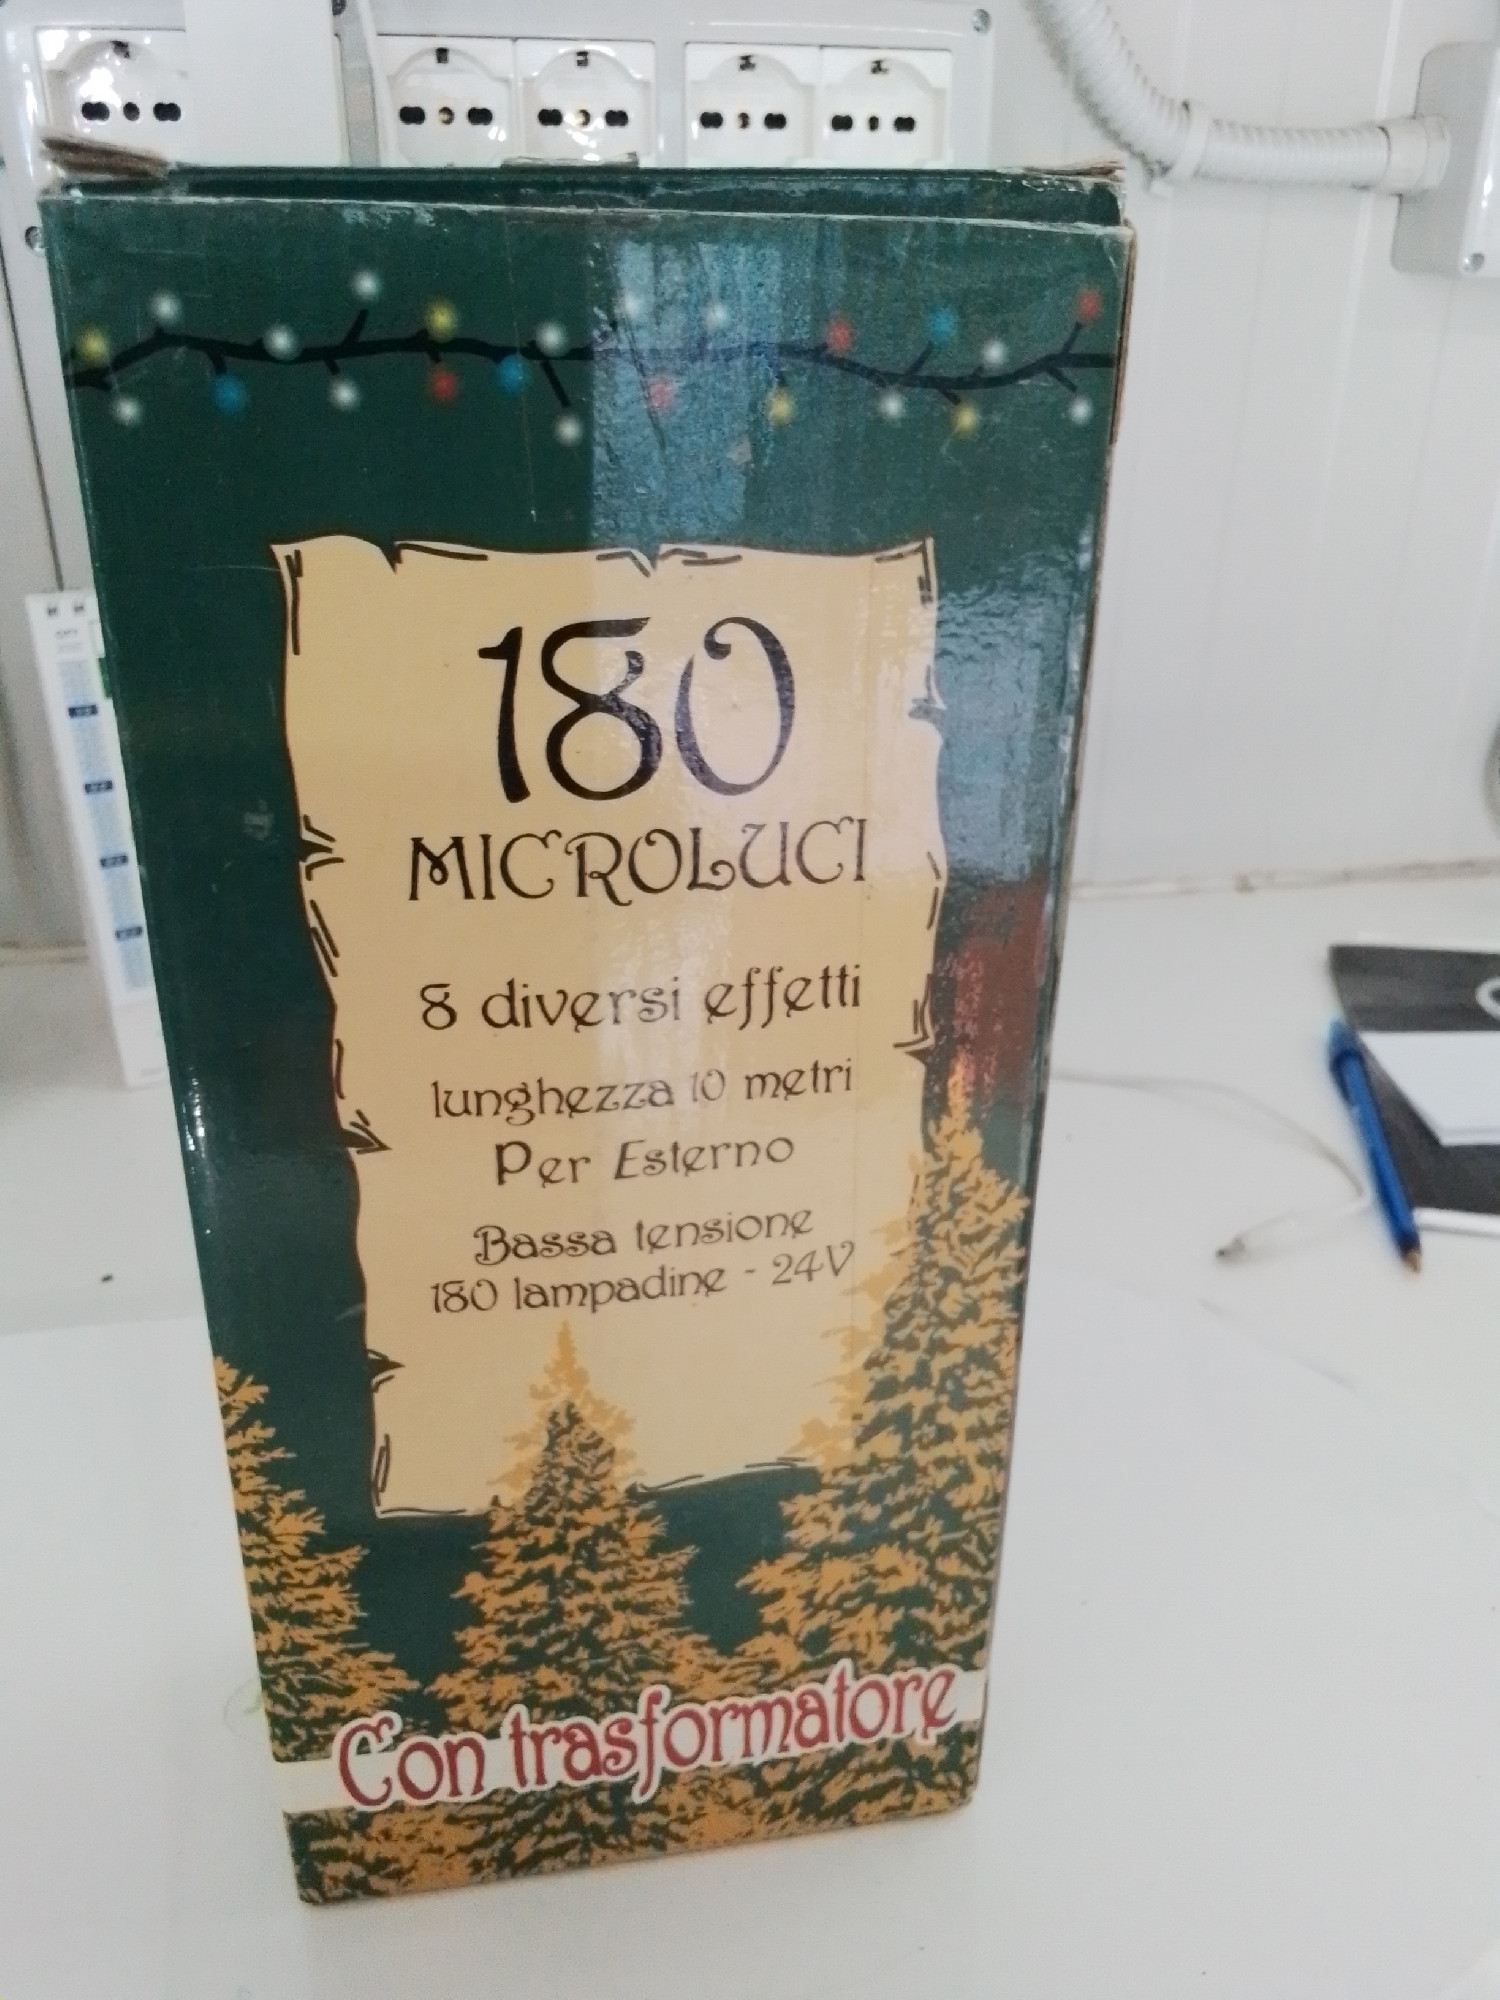 180
MICROLUCI
8 diversi effetti
lunghezza 10 metri
Per Esterno
Bassa tensione
180 lampadine - 24V
Con trasformatore